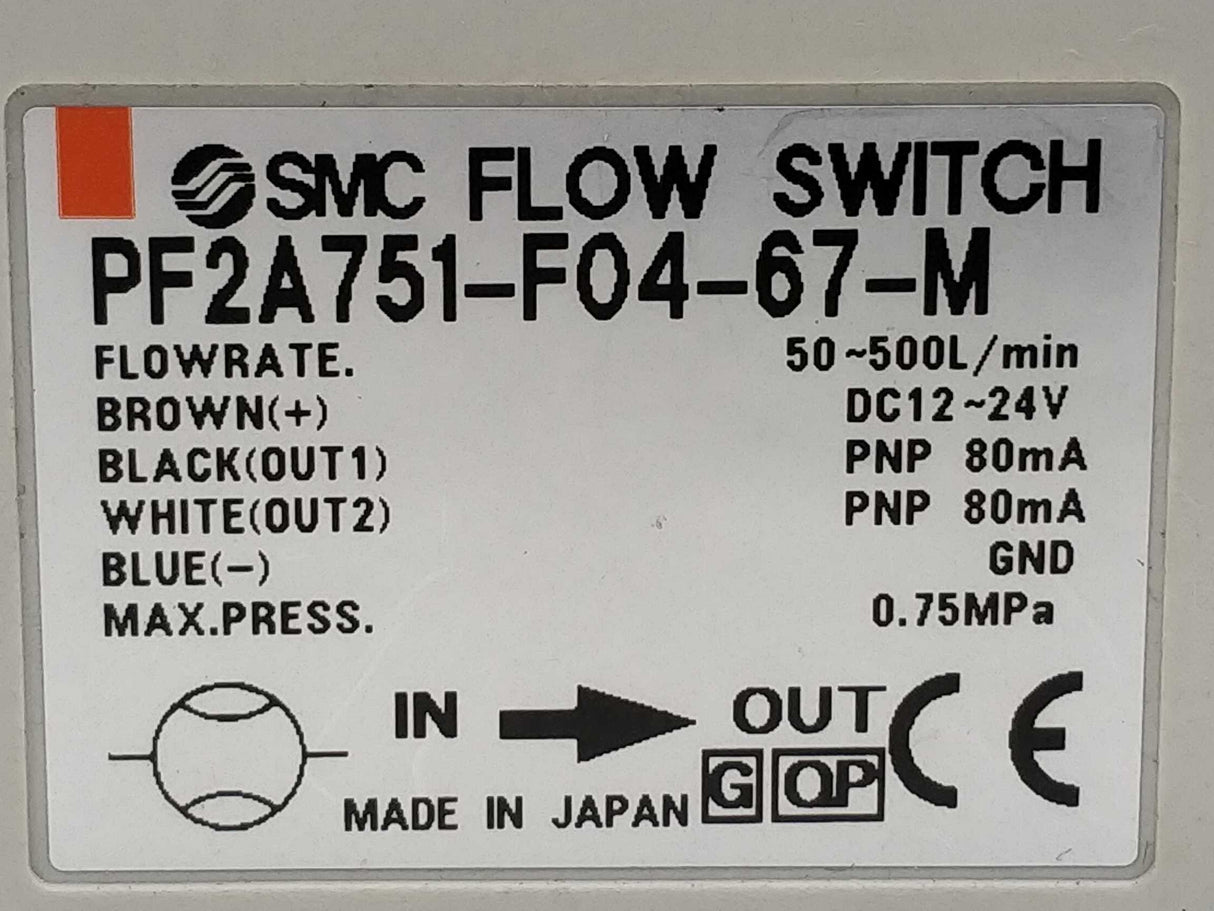 SMC FLOW SWITCH
PF2A751-F04-67-M
FLOWRATE. 50~500L/min
BROWN(+) DC12~24V
BLACK(OUT1) PNP 80mA
WHITE(OUT2) PNP 80mA
BLUE(-) GND
MAX.PRESS. 0.75MPa
IN OUT CE
MADE IN JAPAN G QP